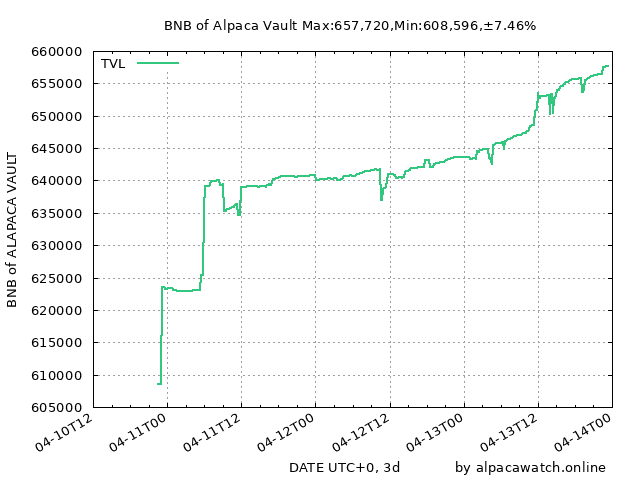 BNB of Alpaca Vault Max:657,720,Min:608,596,±7.46%
TVL
660000
655000
650000
645000
640000
635000
630000
625000
620000
615000
610000
605000
BNB of ALAPACA VAULT
04-10T12
04-11T00
04-11T12
04-12T00
04-12T12
04-13T00
04-13T12
04-14T00
DATE UTC+0, 3d
by alpacawatch.online